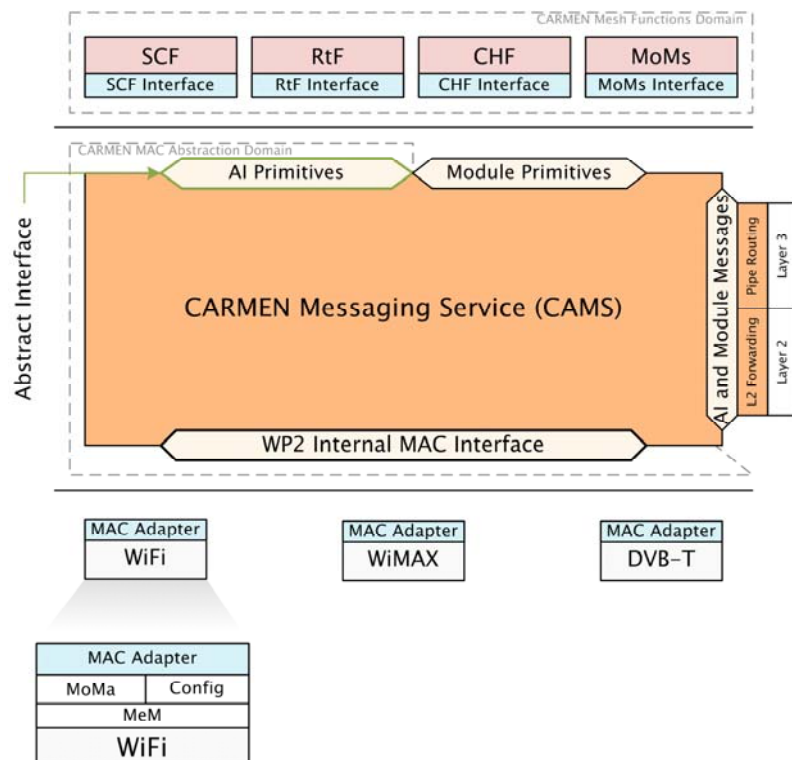 CARMEN Mesh Functions Domain
SCF
RtF
CHF
MoMs
SCF Interface
RtF Interface
CHF Interface
MoMs Interface
CARMEN MAC Abstraction Domain
AI Primitives
Module Primitives
Abstract Interface
CARMEN Messaging Service (CAMS)
AI and Module Messages
Pipe Routing
Layer 3
L2 Forwarding
Layer 2
WP2 Internal MAC Interface
MAC Adapter
WiFi
MAC Adapter
WiMAX
MAC Adapter
DVB-T
MAC Adapter
MoMa
Config
MeM
WiFi